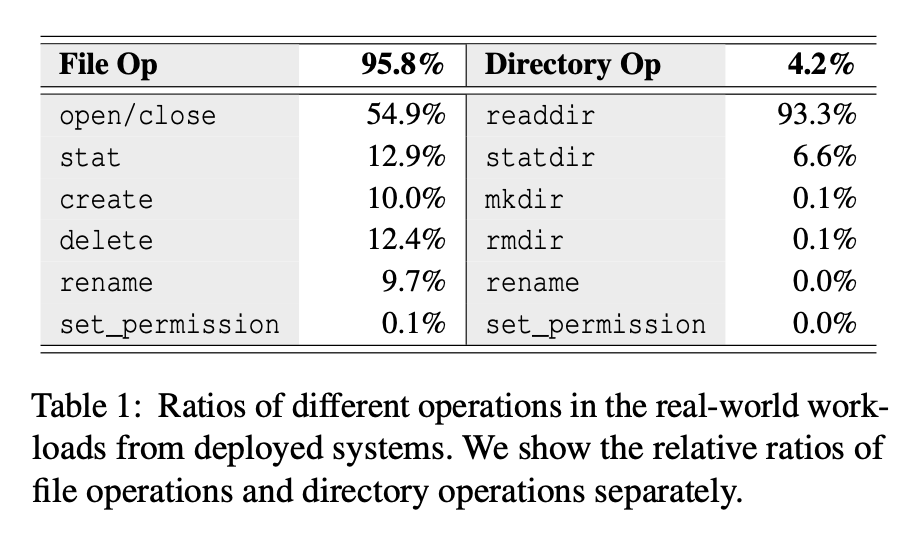 File Op 95.8% Directory Op 4.2%
open/close 54.9% readdir 93.3%
stat 12.9% statdir 6.6%
create 10.0% mkdir 0.1%
delete 12.4% rmdir 0.1%
rename 9.7% rename 0.0%
set_permission 0.1% set_permission 0.0%
Table 1: Ratios of different operations in the real-world work-
loads from deployed systems. We show the relative ratios of
file operations and directory operations separately.